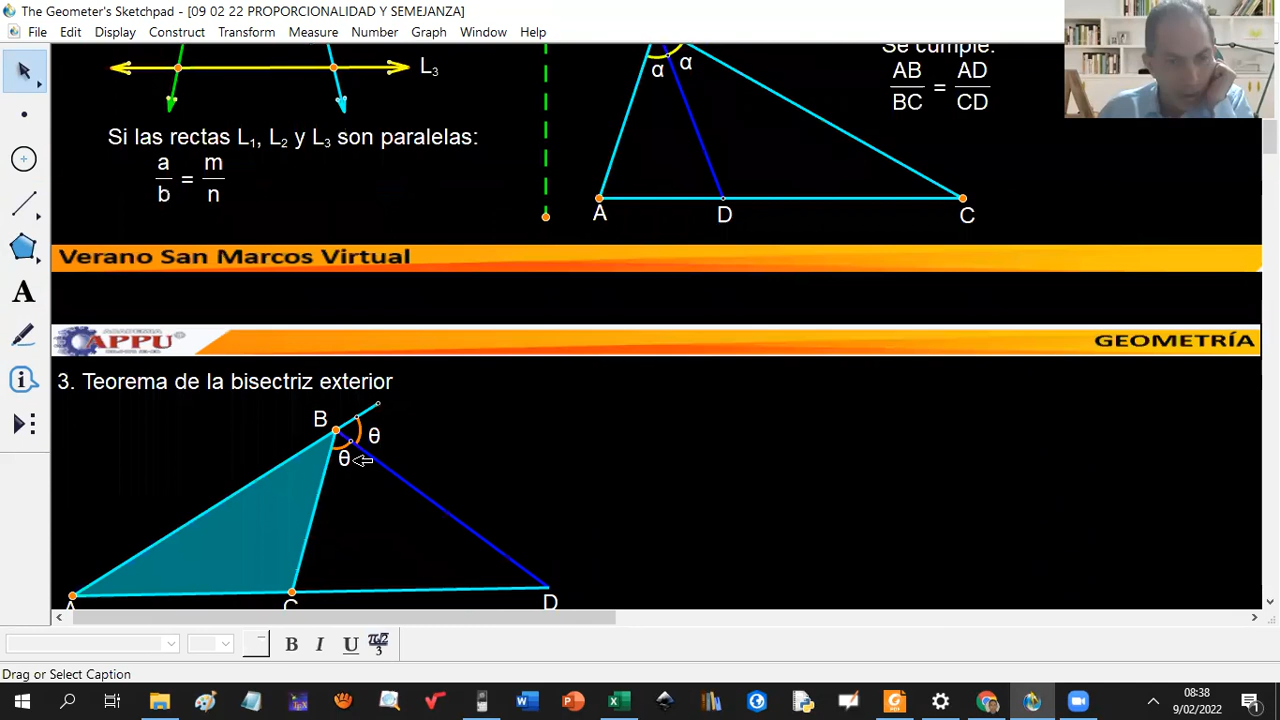 The Geometer's Sketchpad - [09 02 22 PROPORCIONALIDAD Y SEMEJANZA]
File Edit Display Construct Transform Measure Number Graph Window Help
L3
Si las rectas L1, L2 y L3 son paralelas:
a/b = m/n
α α
Se cumple:
AB/BC = AD/CD
A D C
Verano San Marcos Virtual
ACADEMIA
APPU
GEOMETRÍA
3. Teorema de la bisectriz exterior
B
θ
θ
A C D
A
B I U
Drag or Select Caption
08:38
9/02/2022
1